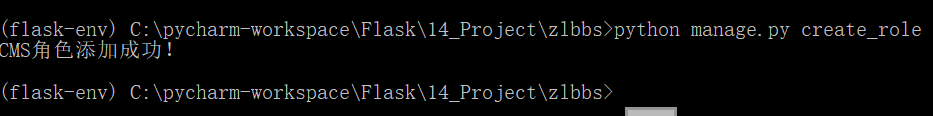 (flask-env) C:\pycharm-workspace\Flask\14_Project\zlbbs>python manage.py create_role
CMS角色添加成功!
(flask-env) C:\pycharm-workspace\Flask\14_Project\zlbbs>